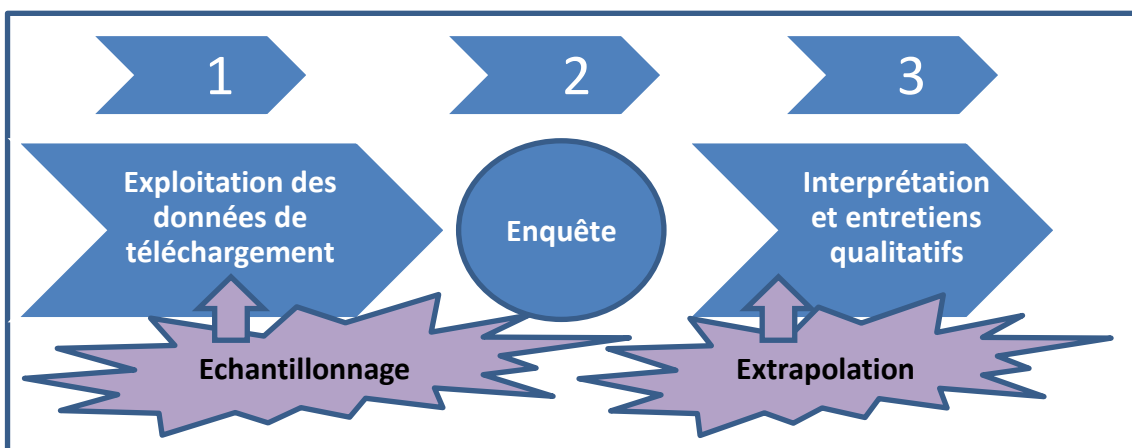 1
2
3
Exploitation des
données de
téléchargement
Enquête
Interprétation
et entretiens
qualitatifs
Echantillonnage
Extrapolation